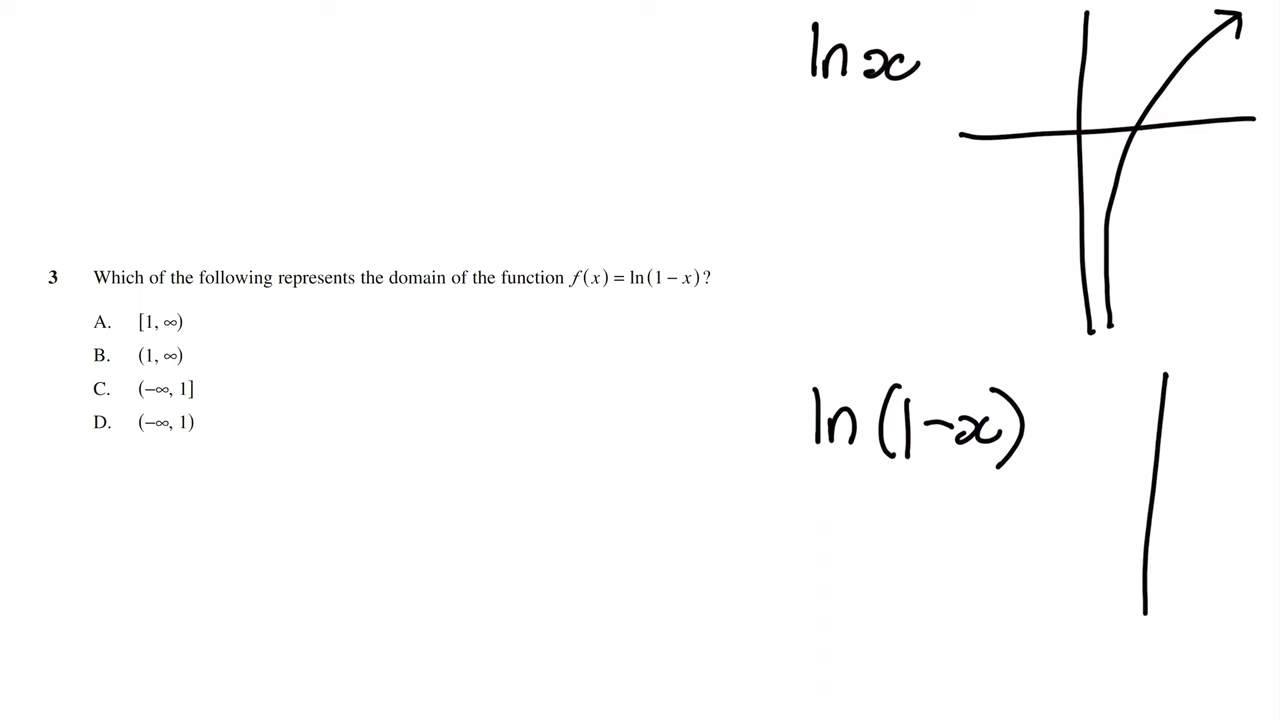 ln x
3 Which of the following represents the domain of the function f(x) = ln(1 − x)?
A. [1, ∞)
B. (1, ∞)
C. (−∞, 1]
D. (−∞, 1)
ln (1-x)